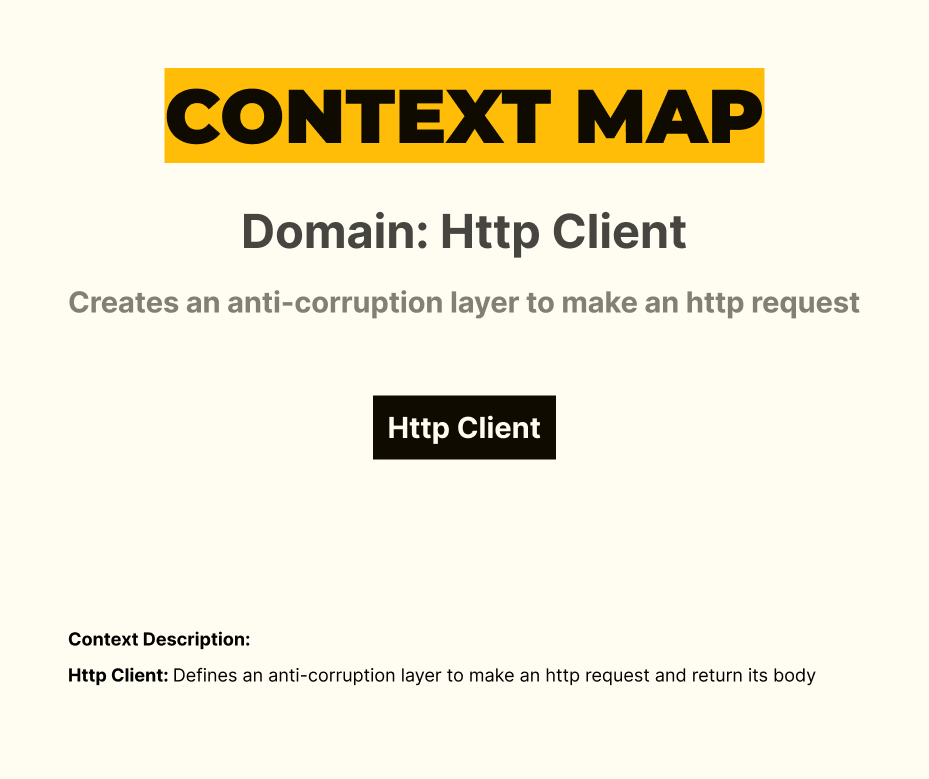 CONTEXT MAP
Domain: Http Client
Creates an anti-corruption layer to make an http request
Http Client
Context Description:
Http Client: Defines an anti-corruption layer to make an http request and return its body